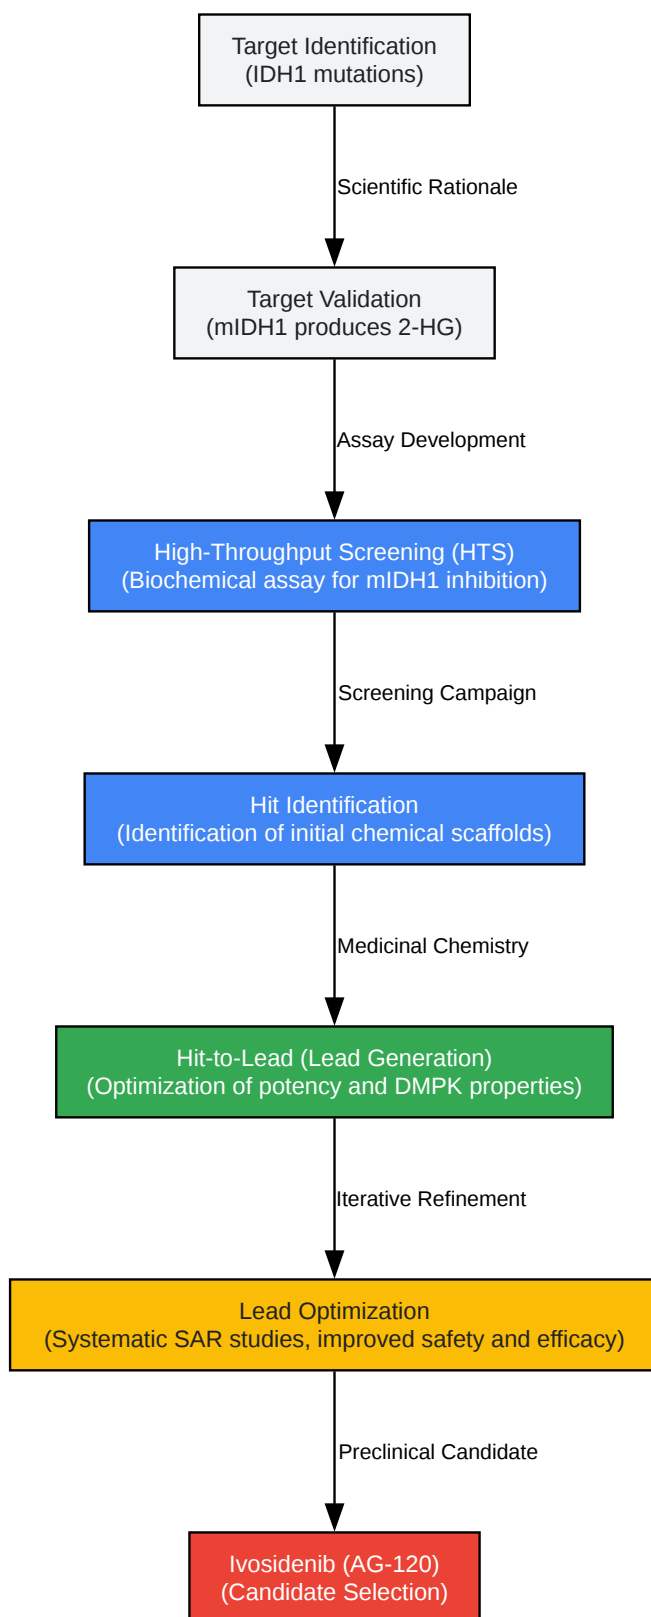 Target Identification
(IDH1 mutations)
Scientific Rationale
Target Validation
(mIDH1 produces 2-HG)
Assay Development
High-Throughput Screening (HTS)
(Biochemical assay for mIDH1 inhibition)
Screening Campaign
Hit Identification
(Identification of initial chemical scaffolds)
Medicinal Chemistry
Hit-to-Lead (Lead Generation)
(Optimization of potency and DMPK properties)
Iterative Refinement
Lead Optimization
(Systematic SAR studies, improved safety and efficacy)
Preclinical Candidate
Ivosidenib (AG-120)
(Candidate Selection)